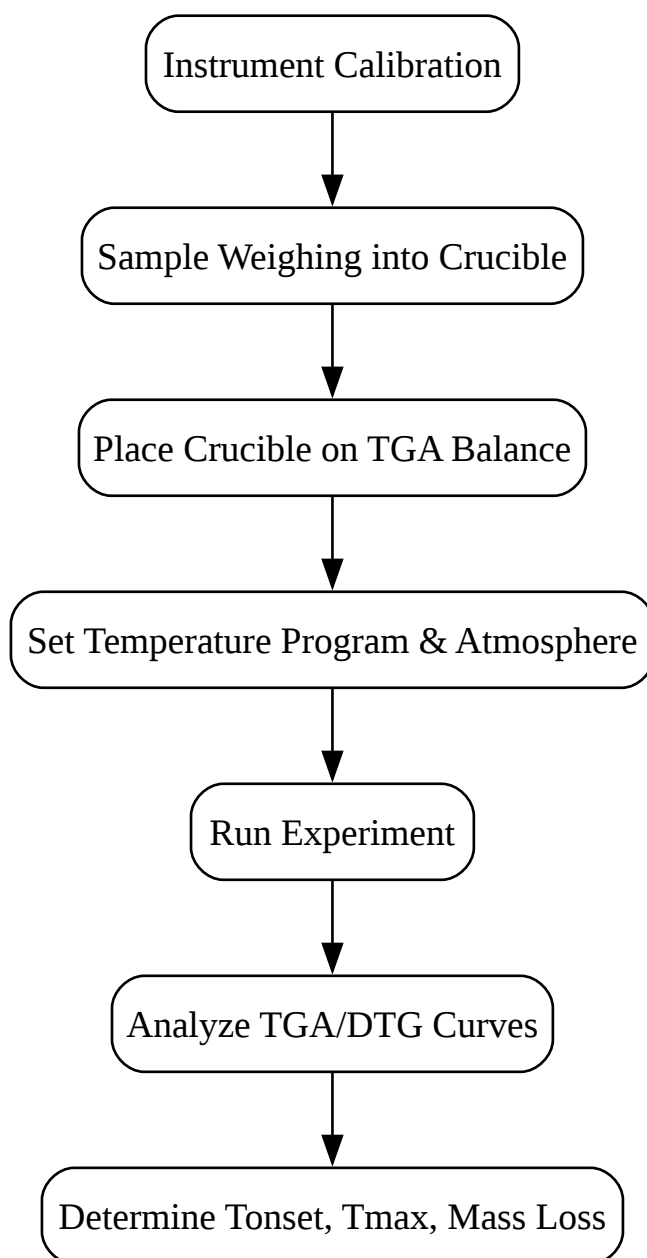 Instrument Calibration
Sample Weighing into Crucible
Place Crucible on TGA Balance
Set Temperature Program & Atmosphere
Run Experiment
Analyze TGA/DTG Curves
Determine Tonset, Tmax, Mass Loss